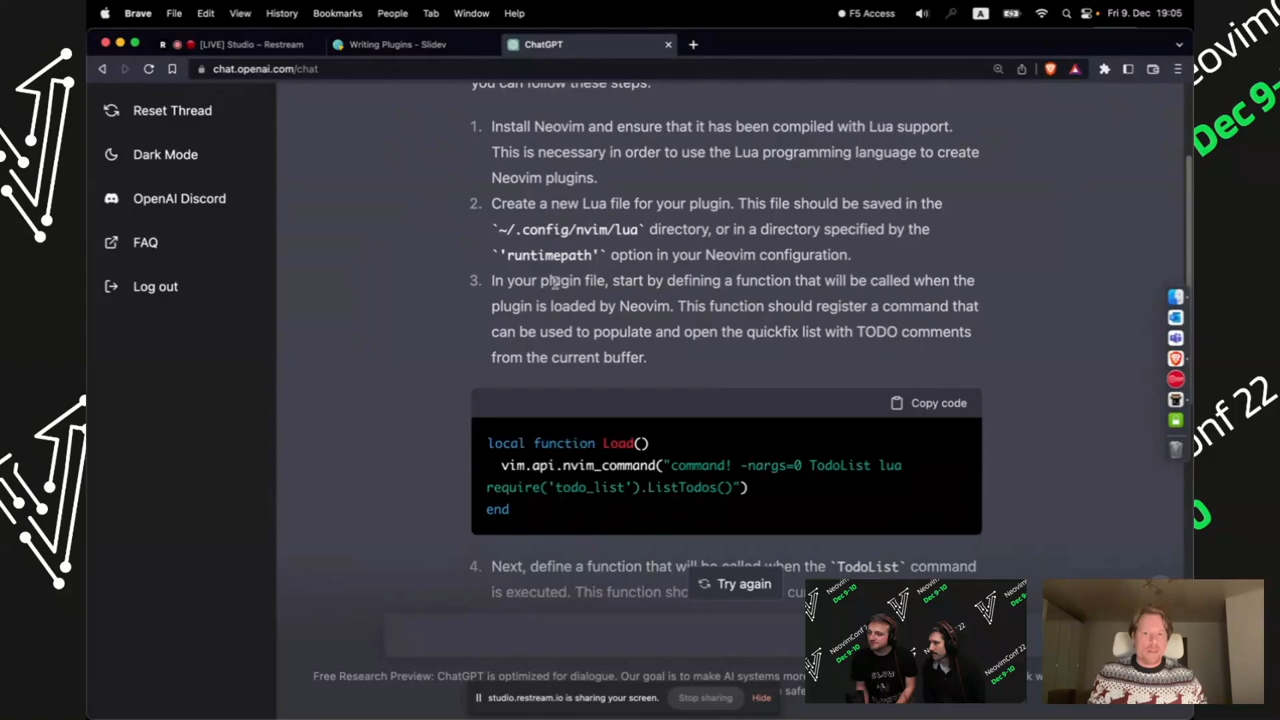 Brave File Edit View History Bookmarks People Tab Window Help
F5 Access A Fri 9. Dec 19:05
R [LIVE] Studio – Restream
Writing Plugins - Slidev
ChatGPT
chat.openai.com/chat
Reset Thread
Dark Mode
OpenAI Discord
FAQ
Log out
you can follow these steps:
1. Install Neovim and ensure that it has been compiled with Lua support.
This is necessary in order to use the Lua programming language to create
Neovim plugins.
2. Create a new Lua file for your plugin. This file should be saved in the
`~/.config/nvim/lua` directory, or in a directory specified by the
`'runtimepath'` option in your Neovim configuration.
3. In your plugin file, start by defining a function that will be called when the
plugin is loaded by Neovim. This function should register a command that
can be used to populate and open the quickfix list with TODO comments
from the current buffer.
Copy code
local function Load()
vim.api.nvim_command("command! -nargs=0 TodoList lua
require('todo_list').ListTodos()")
end
4. Next, define a function that will be called when the `TodoList` command
is executed. This function
Try again
Free Research Preview: ChatGPT is optimized for dialogue. Our goal is to make AI systems more
studio.restream.io is sharing your screen. Stop sharing Hide
NeovimConf 22
Dec 9-10